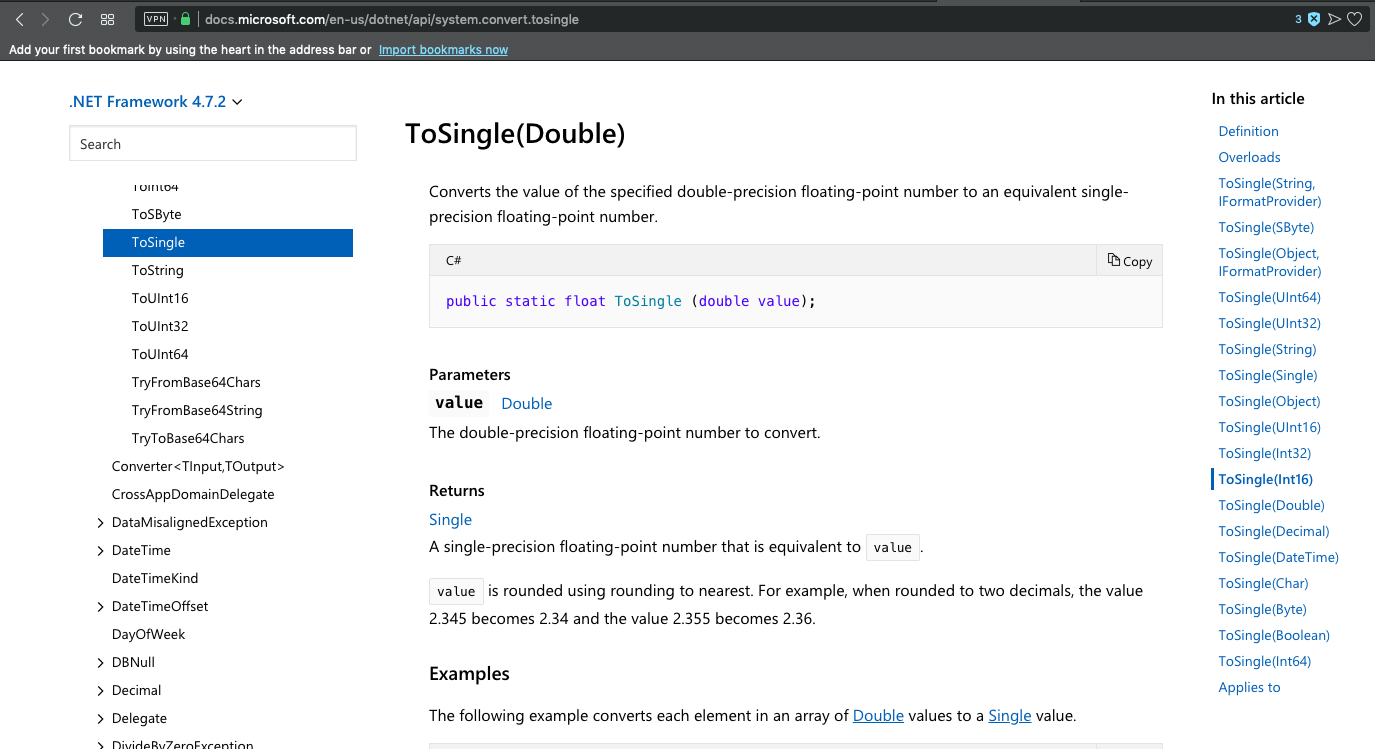 VPN docs.microsoft.com/en-us/dotnet/api/system.convert.tosingle 3
Add your first bookmark by using the heart in the address bar or Import bookmarks now
.NET Framework 4.7.2
Search
ToInt64
ToSByte
ToSingle
ToString
ToUInt16
ToUInt32
ToUInt64
TryFromBase64Chars
TryFromBase64String
TryToBase64Chars
Converter<TInput,TOutput>
CrossAppDomainDelegate
DataMisalignedException
DateTime
DateTimeKind
DateTimeOffset
DayOfWeek
DBNull
Decimal
Delegate
DivideByZeroException
ToSingle(Double)
Converts the value of the specified double-precision floating-point number to an equivalent single-
precision floating-point number.
C# Copy
public static float ToSingle (double value);
Parameters
value Double
The double-precision floating-point number to convert.
Returns
Single
A single-precision floating-point number that is equivalent to value .
value is rounded using rounding to nearest. For example, when rounded to two decimals, the value
2.345 becomes 2.34 and the value 2.355 becomes 2.36.
Examples
The following example converts each element in an array of Double values to a Single value.
In this article
Definition
Overloads
ToSingle(String,
IFormatProvider)
ToSingle(SByte)
ToSingle(Object,
IFormatProvider)
ToSingle(UInt64)
ToSingle(UInt32)
ToSingle(String)
ToSingle(Single)
ToSingle(Object)
ToSingle(UInt16)
ToSingle(Int32)
ToSingle(Int16)
ToSingle(Double)
ToSingle(Decimal)
ToSingle(DateTime)
ToSingle(Char)
ToSingle(Byte)
ToSingle(Boolean)
ToSingle(Int64)
Applies to